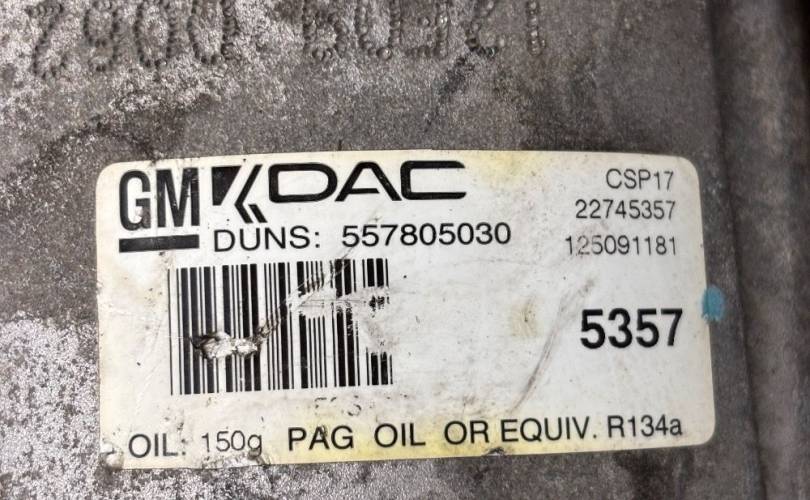 GM DAC
CSP17
DUNS: 557805030
22745357
125091181
5357
OIL: 150g PAG OIL OR EQUIV. R134a